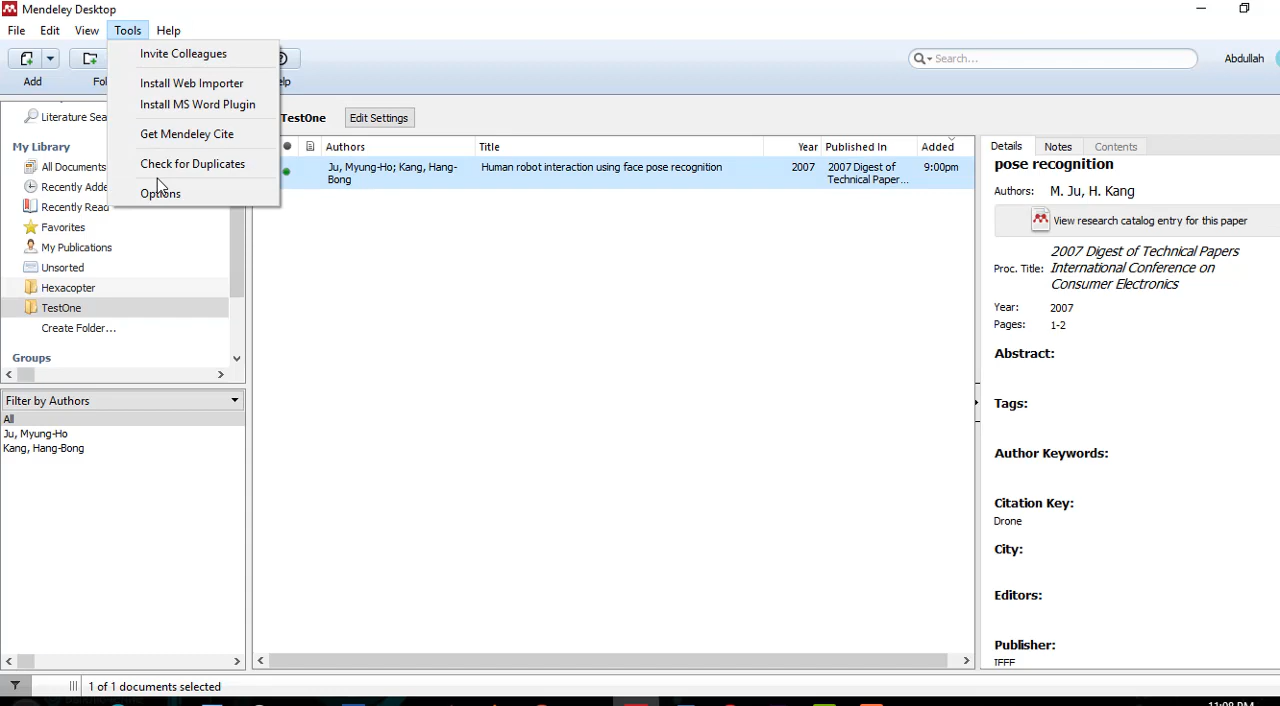 Mendeley Desktop
File Edit View Tools Help
Add
Fol
elp
Search...
Abdullah
Invite Colleagues
Install Web Importer
Install MS Word Plugin
Get Mendeley Cite
Check for Duplicates
Options
Literature Sea
My Library
All Documents
Recently Adde
Recently Read
Favorites
My Publications
Unsorted
Hexacopter
TestOne
Create Folder...
Groups
Filter by Authors
All
Ju, Myung-Ho
Kang, Hang-Bong
TestOne Edit Settings
Authors Title Year Published In Added
Ju, Myung-Ho; Kang, Hang- Human robot interaction using face pose recognition 2007 2007 Digest of 9:00pm
Bong Technical Paper...
Details Notes Contents
pose recognition
Authors: M. Ju, H. Kang
View research catalog entry for this paper
2007 Digest of Technical Papers
Proc. Title: International Conference on
Consumer Electronics
Year: 2007
Pages: 1-2
Abstract:
Tags:
Author Keywords:
Citation Key:
Drone
City:
Editors:
Publisher:
IEEE
1 of 1 documents selected
11:08 PM